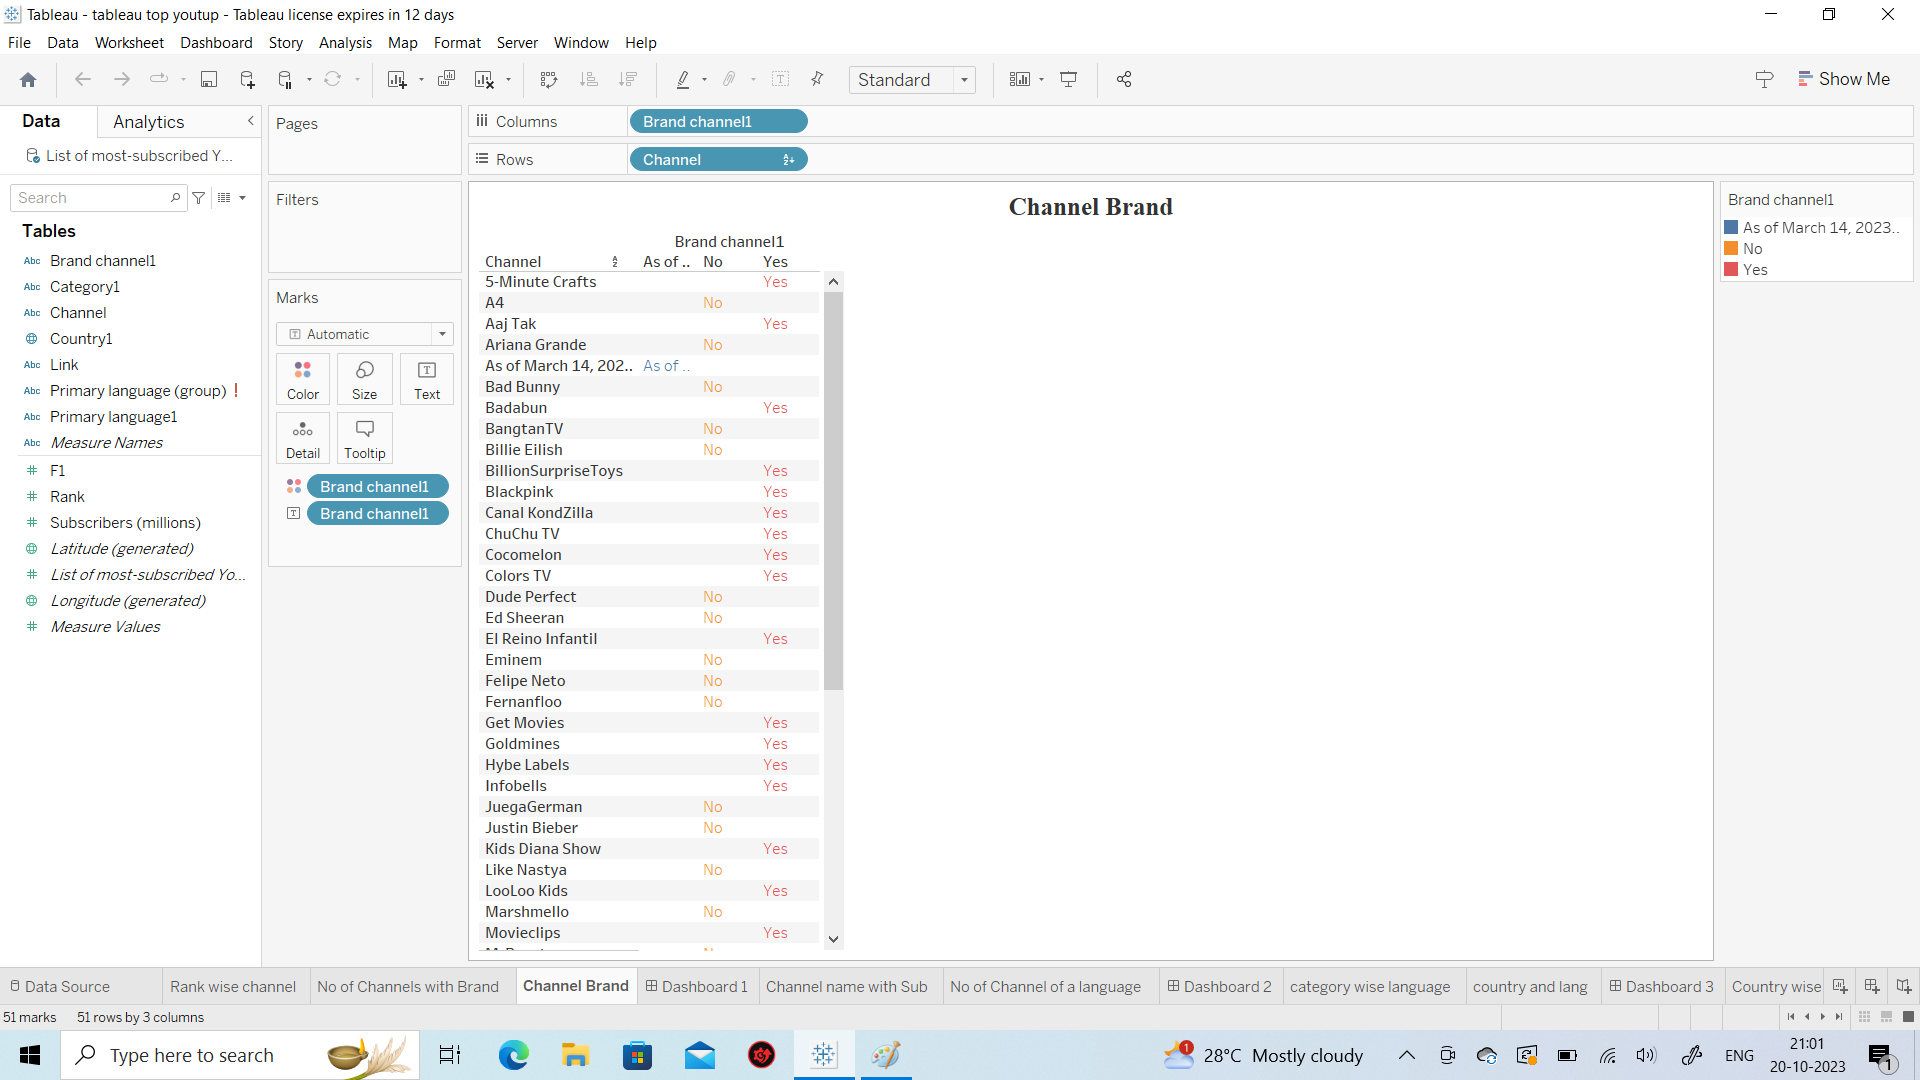 Tableau - tableau top youtup - Tableau license expires in 12 days
File Data Worksheet Dashboard Story Analysis Map Format Server Window Help
Standard
Show Me
Data Analytics
List of most-subscribed Y...
Search
Tables
Abc Brand channel1
Abc Category1
Abc Channel
Country1
Abc Link
Abc Primary language (group) !
Abc Primary language1
Abc Measure Names
# F1
# Rank
# Subscribers (millions)
Latitude (generated)
# List of most-subscribed Yo...
Longitude (generated)
# Measure Values
Pages
Filters
Marks
Automatic
Color Size Text
Detail Tooltip
Brand channel1
Brand channel1
Columns Brand channel1
Rows Channel
Channel Brand
Brand channel1
Channel As of .. No Yes
5-Minute Crafts Yes
A4 No
Aaj Tak Yes
Ariana Grande No
As of March 14, 202.. As of ..
Bad Bunny No
Badabun Yes
BangtanTV No
Billie Eilish No
BillionSurpriseToys Yes
Blackpink Yes
Canal KondZilla Yes
ChuChu TV Yes
Cocomelon Yes
Colors TV Yes
Dude Perfect No
Ed Sheeran No
El Reino Infantil Yes
Eminem No
Felipe Neto No
Fernanfloo No
Get Movies Yes
Goldmines Yes
Hybe Labels Yes
Infobells Yes
JuegaGerman No
Justin Bieber No
Kids Diana Show Yes
Like Nastya No
LooLoo Kids Yes
Marshmello No
Movieclips Yes
Brand channel1
As of March 14, 2023..
No
Yes
Data Source Rank wise channel No of Channels with Brand Channel Brand Dashboard 1 Channel name with Sub No of Channel of a language Dashboard 2 category wise language country and lang Dashboard 3 Country wise
51 marks 51 rows by 3 columns
Type here to search
1
28°C Mostly cloudy
ENG
21:01
20-10-2023
1